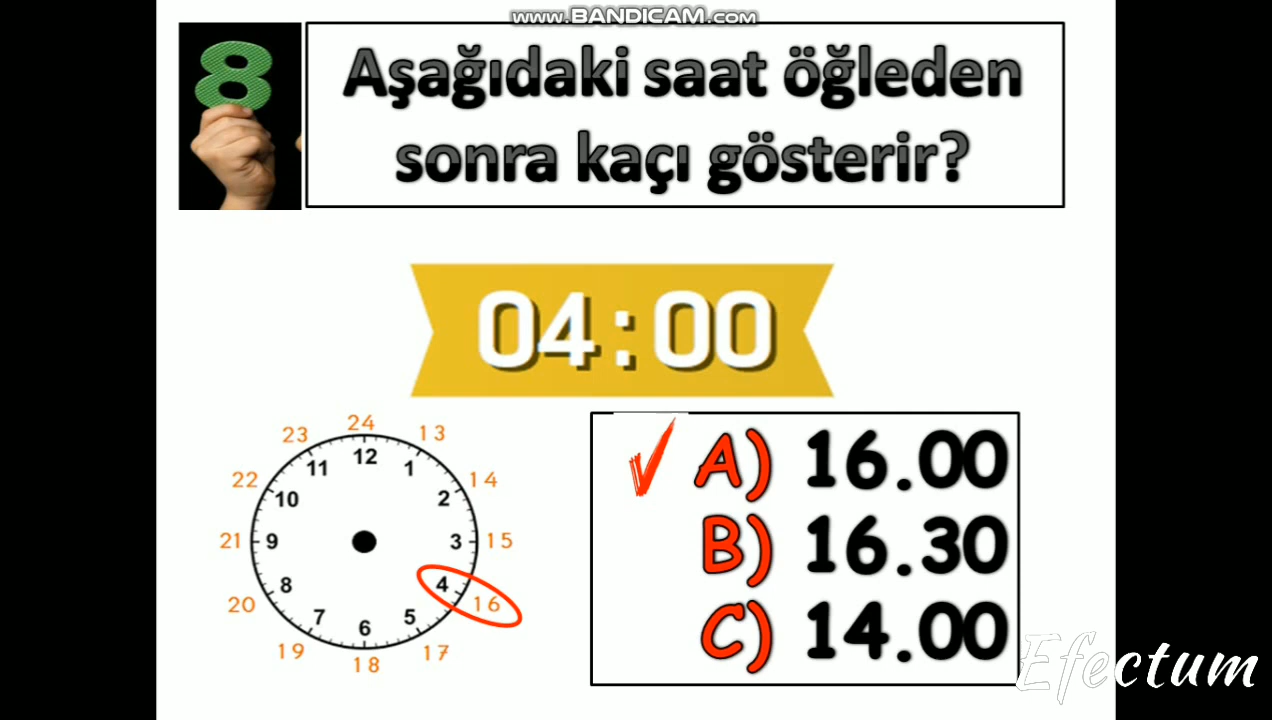 www.BANDICAM.com
8
Aşağıdaki saat öğleden
sonra kaçı gösterir?
04:00
24
23 13
12
11 1
22 14
10 2
21 9 3 15
8 4
20 16
7 5
6
19 17
18
A) 16.00
B) 16.30
C) 14.00
Efectum